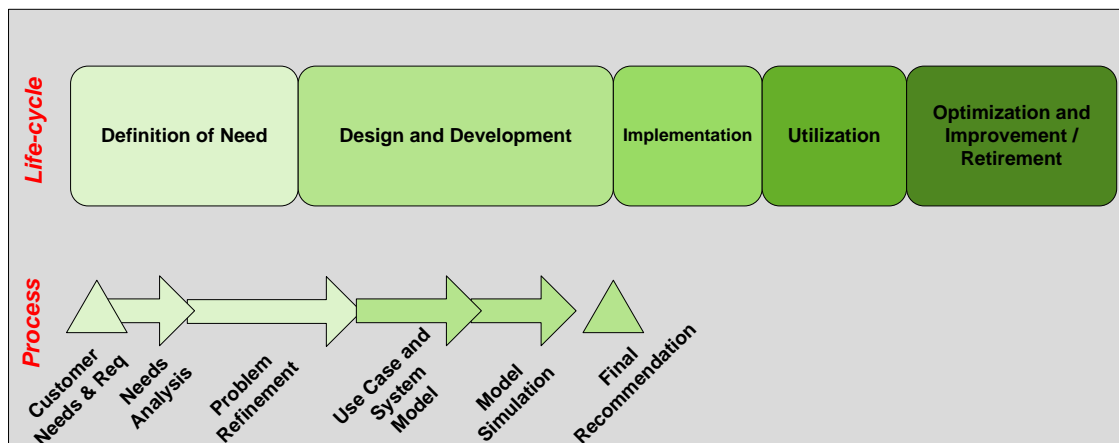 Life-cycle
Definition of Need
Design and Development
Implementation
Utilization
Optimization and
Improvement /
Retirement
Process
Customer
Needs & Req
Needs
Analysis
Problem
Refinement
Use Case and
System
Model
Model
Simulation
Final
Recommendation